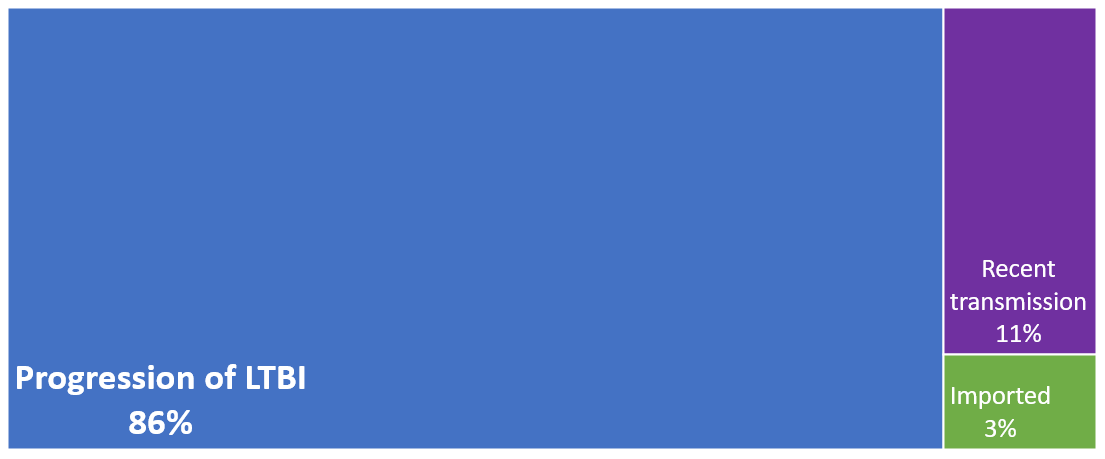 Progression of LTBI
86%
Recent
transmission
11%
Imported
3%